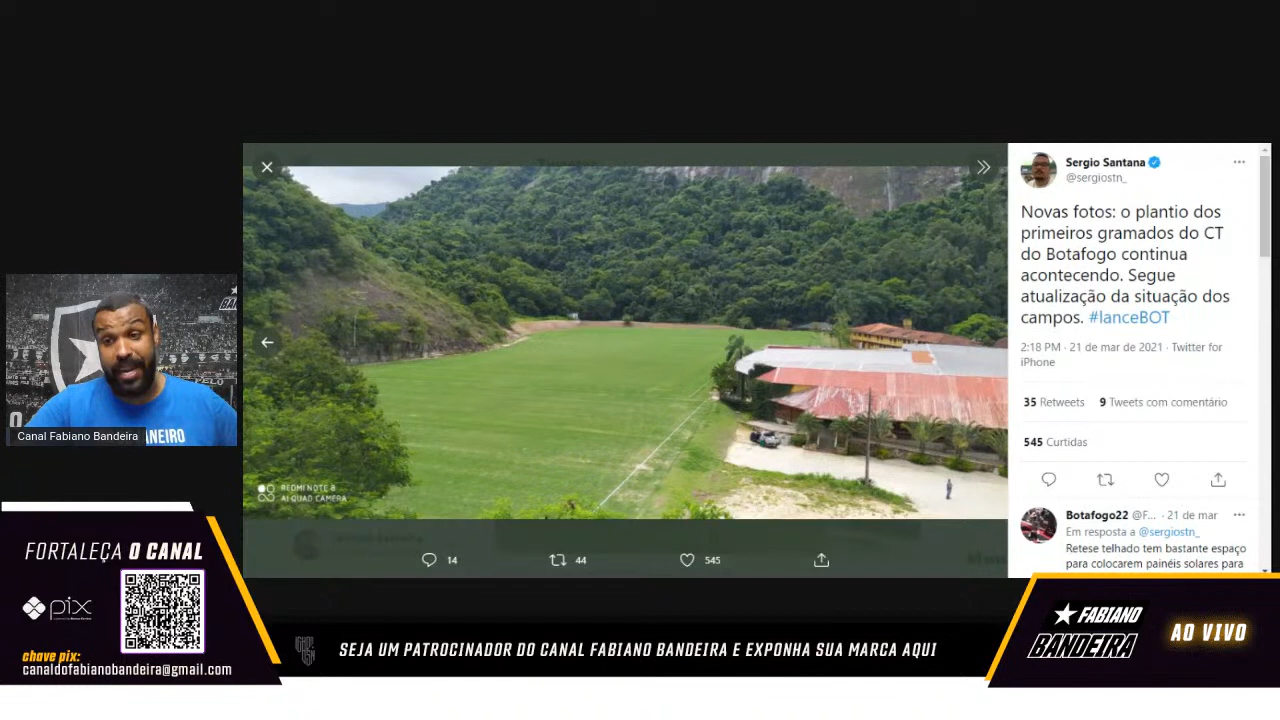 Sergio Santana
@sergiostn_
Novas fotos: o plantio dos
primeiros gramados do CT
do Botafogo continua
acontecendo. Segue
atualização da situação dos
campos. #lanceBOT
2:18 PM · 21 de mar de 2021 · Twitter for
iPhone
35 Retweets 9 Tweets com comentário
545 Curtidas
Botafogo22 @F... · 21 de mar
Em resposta a @sergiostn_
Retese telhado tem bastante espaço
para colocarem painéis solares para
REDMI NOTE 8
AI QUAD CAMERA
14 44 545
ANEIRO
Canal Fabiano Bandeira
FORTALEÇA O CANAL
pix
chave pix:
canaldofabianobandeira@gmail.com
SEJA UM PATROCINADOR DO CANAL FABIANO BANDEIRA E EXPONHA SUA MARCA AQUI
FABIANO
BANDEIRA
AO VIVO